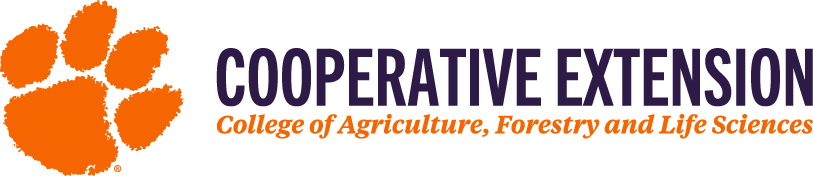 COOPERATIVE EXTENSION
College of Agriculture, Forestry and Life Sciences
®